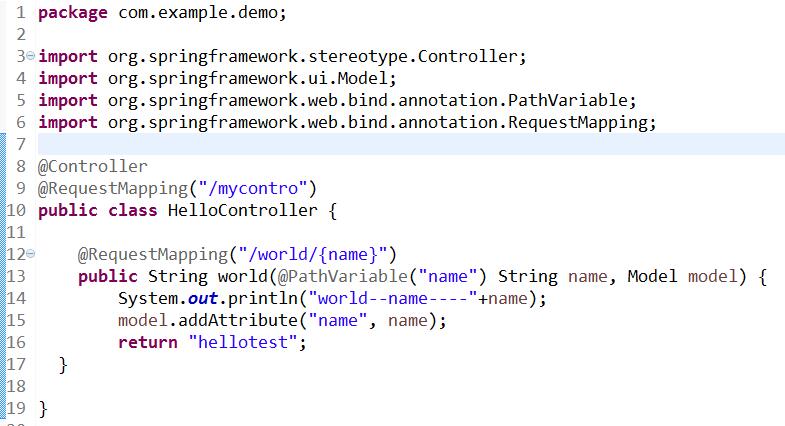 1 package com.example.demo;
2
3 import org.springframework.stereotype.Controller;
4 import org.springframework.ui.Model;
5 import org.springframework.web.bind.annotation.PathVariable;
6 import org.springframework.web.bind.annotation.RequestMapping;
7
8 @Controller
9 @RequestMapping("/mycontro")
10 public class HelloController {
11
12     @RequestMapping("/world/{name}")
13     public String world(@PathVariable("name") String name, Model model) {
14         System.out.println("world--name----"+name);
15         model.addAttribute("name", name);
16         return "hellotest";
17   }
18
19 }